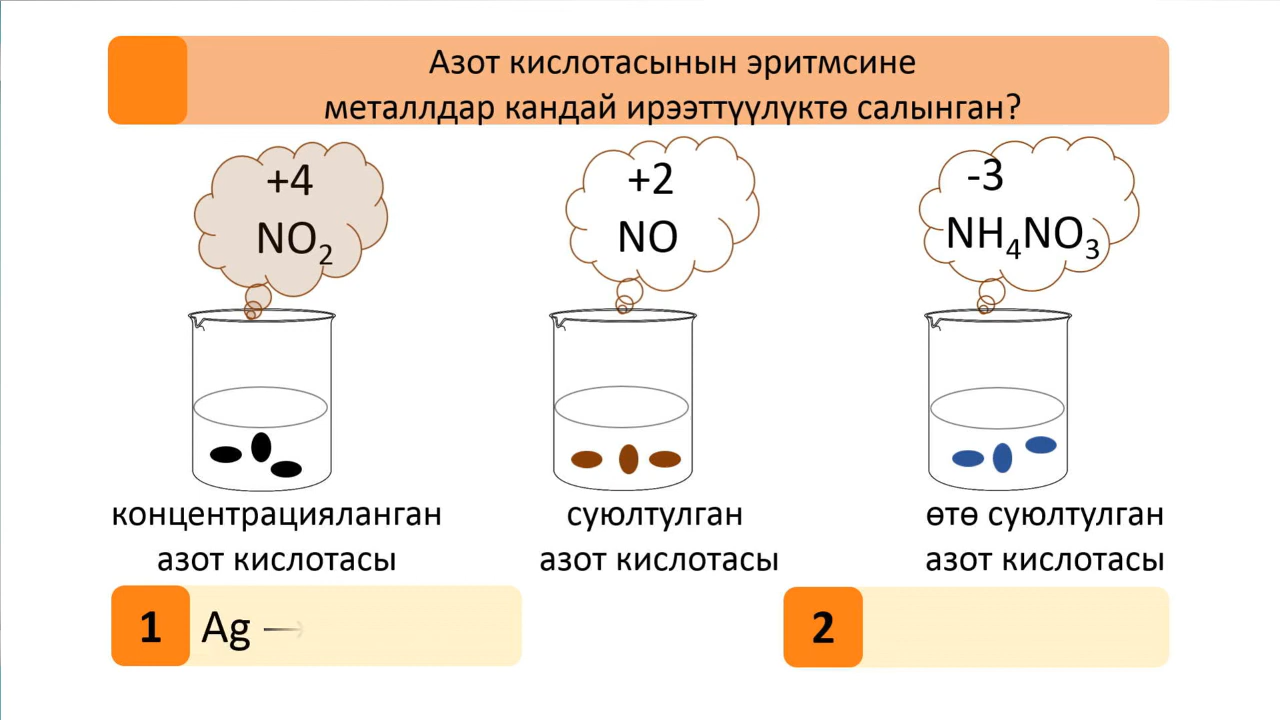 Азот кислотасынын эритмсине
металлдар кандай ирээттүүлүктө салынган?
+4
NO₂
+2
NO
-3
NH₄NO₃
концентрацияланган
азот кислотасы
суюлтулган
азот кислотасы
өтө суюлтулган
азот кислотасы
1 Ag →
2